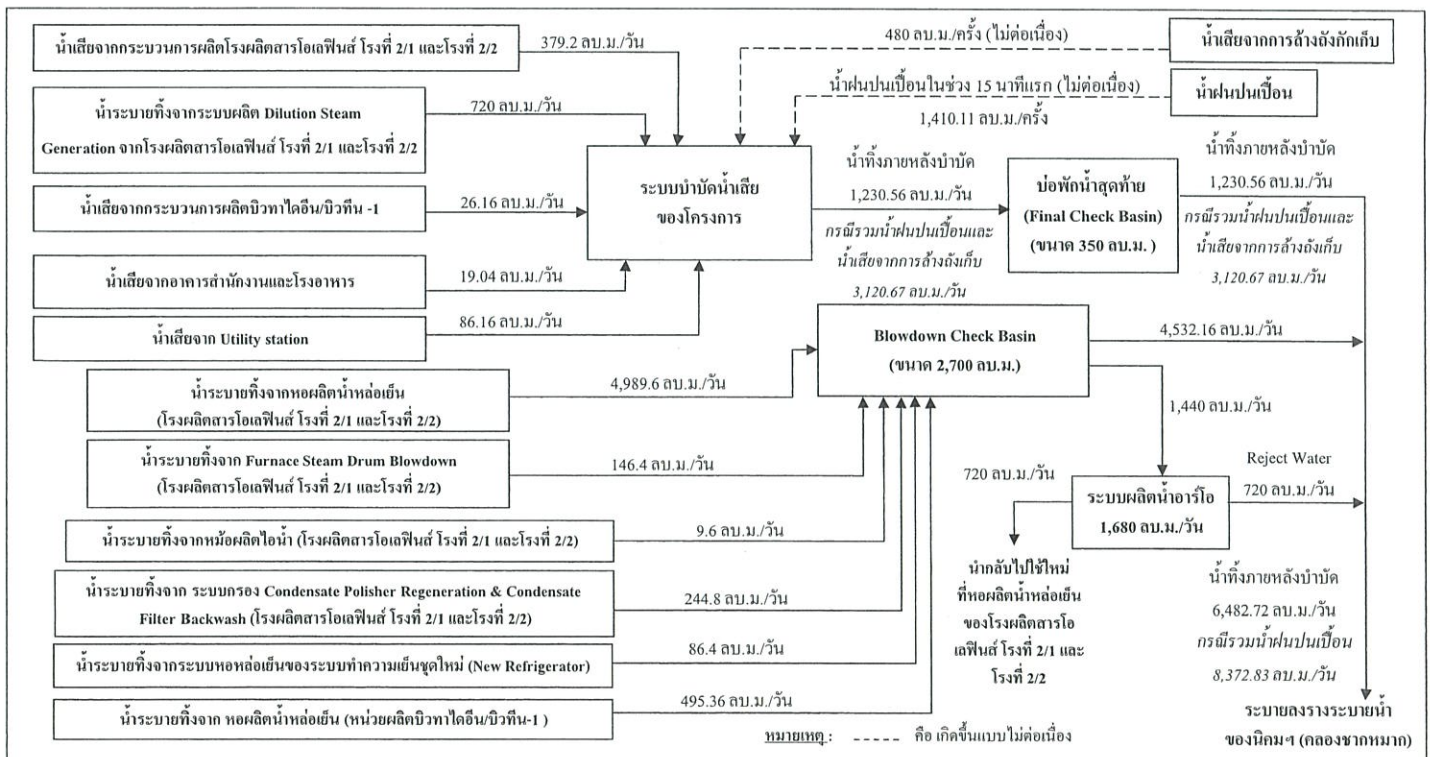 น้ำเสียจากกระบวนการผลิตโรงผลิตสารโอเลฟินส์ โรงที่ 2/1 และโรงที่ 2/2
379.2 ลบ.ม./วัน
480 ลบ.ม./ครั้ง (ไม่ต่อเนื่อง)
น้ำเสียจากการล้างถังกักเก็บ
น้ำฝนปนเปื้อนในช่วง 15 นาทีแรก (ไม่ต่อเนื่อง)
1,410.11 ลบ.ม./ครั้ง
น้ำฝนปนเปื้อน
น้ำระบายทิ้งจากระบบผลิต Dilution Steam
Generation จากโรงผลิตสารโอเลฟินส์ โรงที่ 2/1 และโรงที่ 2/2
720 ลบ.ม./วัน
น้ำเสียจากกระบวนการผลิตบิวทาไดอีน/บิวทีน -1
26.16 ลบ.ม./วัน
น้ำเสียจากอาคารสำนักงานและโรงอาหาร
19.04 ลบ.ม./วัน
น้ำเสียจาก Utility station
86.16 ลบ.ม./วัน
ระบบบำบัดน้ำเสีย
ของโครงการ
น้ำทิ้งภายหลังบำบัด
1,230.56 ลบ.ม./วัน
กรณีรวมน้ำฝนปนเปื้อนและ
น้ำเสียจากการล้างถังเก็บ
3,120.67 ลบ.ม./วัน
บ่อพักน้ำสุดท้าย
(Final Check Basin)
(ขนาด 350 ลบ.ม. )
น้ำทิ้งภายหลังบำบัด
1,230.56 ลบ.ม./วัน
กรณีรวมน้ำฝนปนเปื้อนและ
น้ำเสียจากการล้างถังเก็บ
3,120.67 ลบ.ม./วัน
น้ำระบายทิ้งจากหอผลิตน้ำหล่อเย็น
(โรงผลิตสารโอเลฟินส์ โรงที่ 2/1 และโรงที่ 2/2)
4,989.6 ลบ.ม./วัน
น้ำระบายทิ้งจาก Furnace Steam Drum Blowdown
(โรงผลิตสารโอเลฟินส์ โรงที่ 2/1 และโรงที่ 2/2)
146.4 ลบ.ม./วัน
น้ำระบายทิ้งจากหม้อผลิตไอน้ำ (โรงผลิตสารโอเลฟินส์ โรงที่ 2/1 และโรงที่ 2/2)
9.6 ลบ.ม./วัน
น้ำระบายทิ้งจาก ระบบกรอง Condensate Polisher Regeneration & Condensate
Filter Backwash (โรงผลิตสารโอเลฟินส์ โรงที่ 2/1 และโรงที่ 2/2)
244.8 ลบ.ม./วัน
น้ำระบายทิ้งจากระบบหอหล่อเย็นของระบบทำความเย็นชุดใหม่ (New Refrigerator)
86.4 ลบ.ม./วัน
น้ำระบายทิ้งจาก หอผลิตน้ำหล่อเย็น (หน่วยผลิตบิวทาไดอีน/บิวทีน-1 )
495.36 ลบ.ม./วัน
Blowdown Check Basin
(ขนาด 2,700 ลบ.ม.)
4,532.16 ลบ.ม./วัน
1,440 ลบ.ม./วัน
ระบบผลิตน้ำอาร์โอ
1,680 ลบ.ม./วัน
720 ลบ.ม./วัน
Reject Water
720 ลบ.ม./วัน
นำกลับไปใช้ใหม่
ที่หอผลิตน้ำหล่อเย็น
ของโรงผลิตสารโอ
เลฟินส์ โรงที่ 2/1 และ
โรงที่ 2/2
น้ำทิ้งภายหลังบำบัด
6,482.72 ลบ.ม./วัน
กรณีรวมน้ำฝนปนเปื้อน
8,372.83 ลบ.ม./วัน
ระบายลงรางระบายน้ำ
ของนิคมฯ (คลองชากหมาก)
หมายเหตุ : ----- คือ เกิดขึ้นแบบไม่ต่อเนื่อง